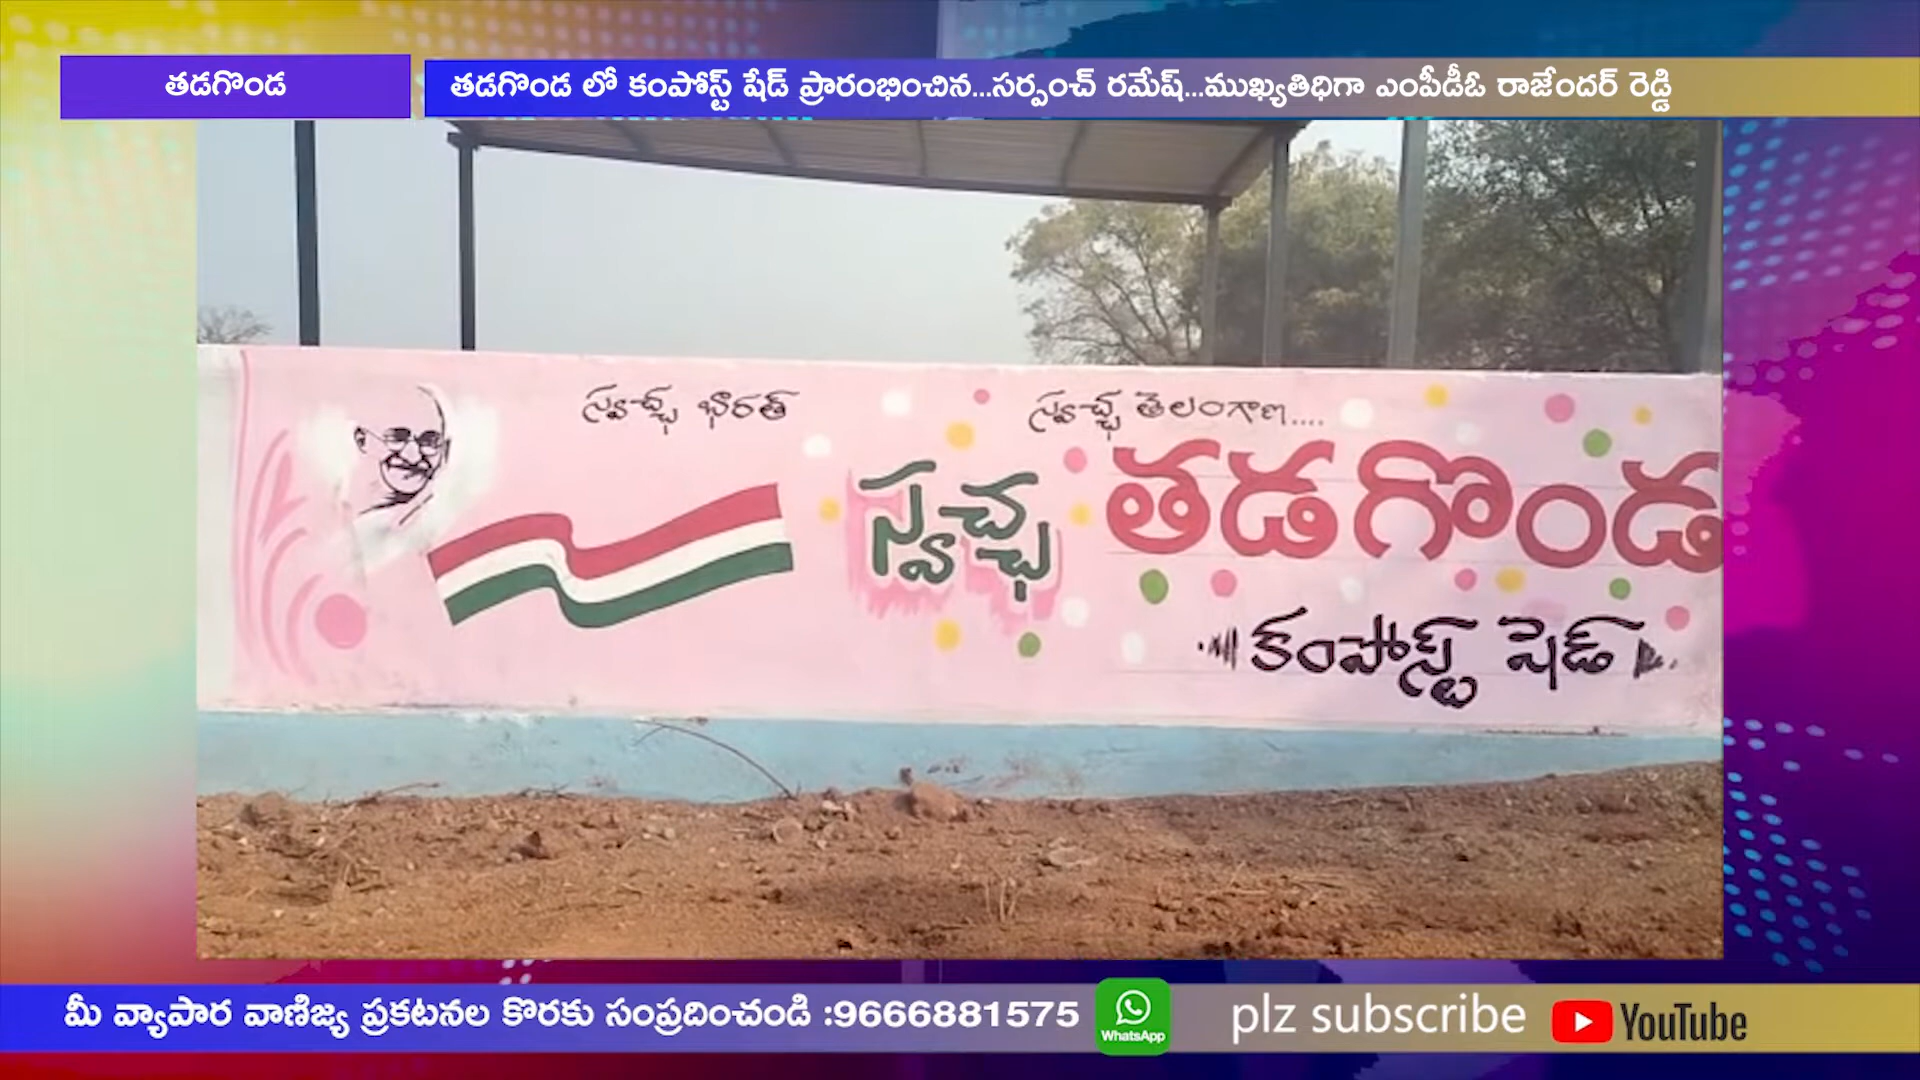 తడగొండ
తడగొండ లో కంపోస్ట్ షేడ్ ప్రారంభించిన...సర్పంచ్ రమేష్...ముఖ్యతిధిగా ఎంపీడీఓ రాజేందర్ రెడ్డి
స్వచ్ఛ భారత్
స్వచ్ఛ తెలంగాణ....
స్వచ్ఛ తడగొండ
కంపోస్ట్ షెడ్
మీ వ్యాపార వాణిజ్య ప్రకటనల కొరకు సంప్రదించండి :9666881575 WhatsApp plz subscribe YouTube